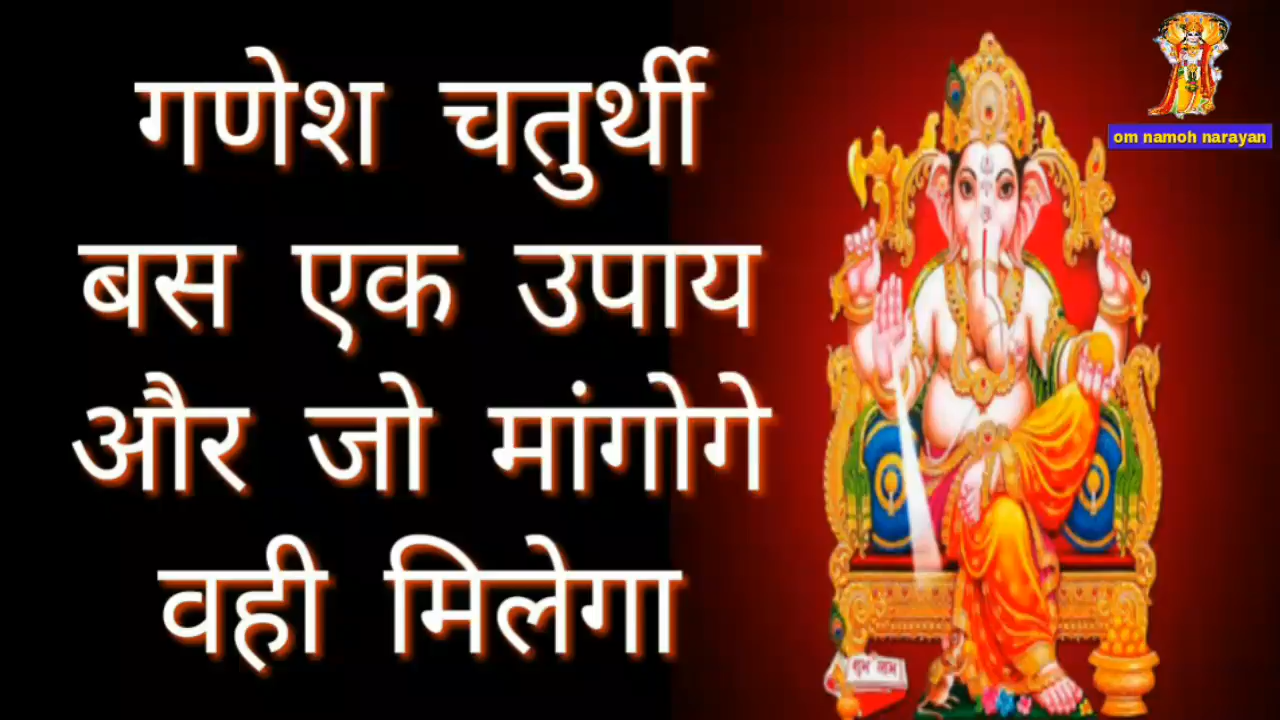 गणेश चतुर्थी
बस एक उपाय
और जो मांगोगे
वही मिलेगा
om namoh narayan
शुभ लाभ